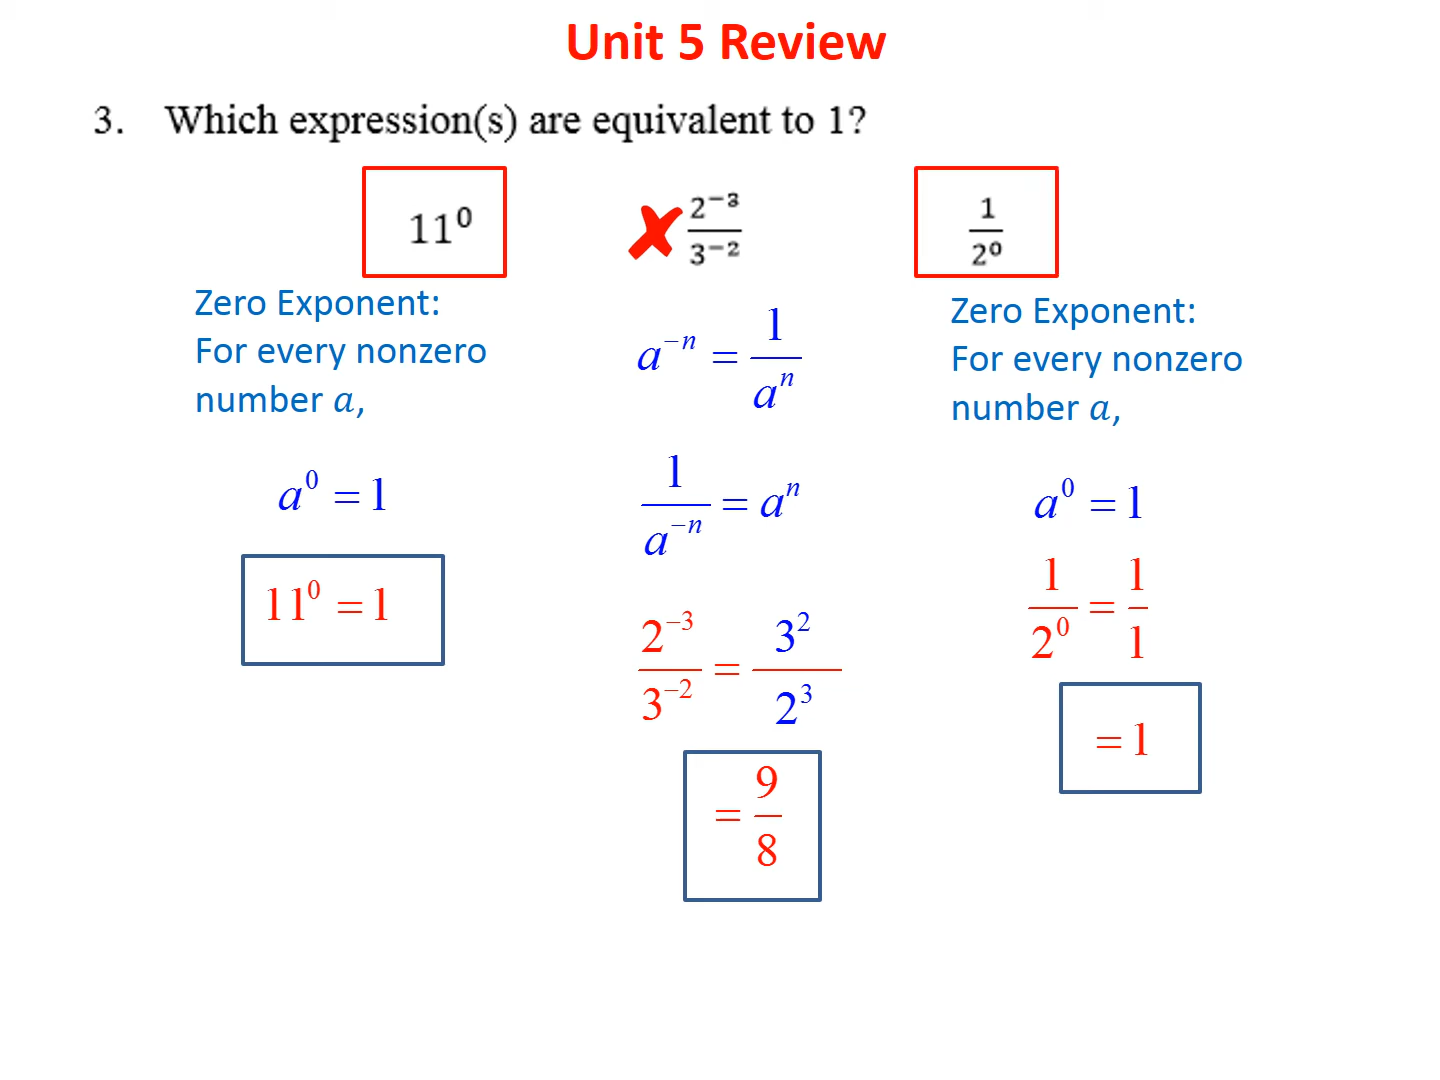 Unit 5 Review
3. Which expression(s) are equivalent to 1?
11⁰
✘ 2⁻³/3⁻²
1/2⁰
Zero Exponent:
For every nonzero
number a,
a⁰ = 1
11⁰ = 1
a⁻ⁿ = 1/aⁿ
1/a⁻ⁿ = aⁿ
2⁻³/3⁻² = 3²/2³
= 9/8
Zero Exponent:
For every nonzero
number a,
a⁰ = 1
1/2⁰ = 1/1
= 1